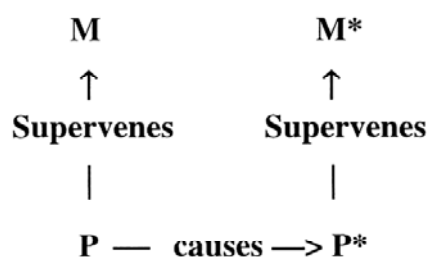 M M*
Supervenes Supervenes
P — causes —> P*